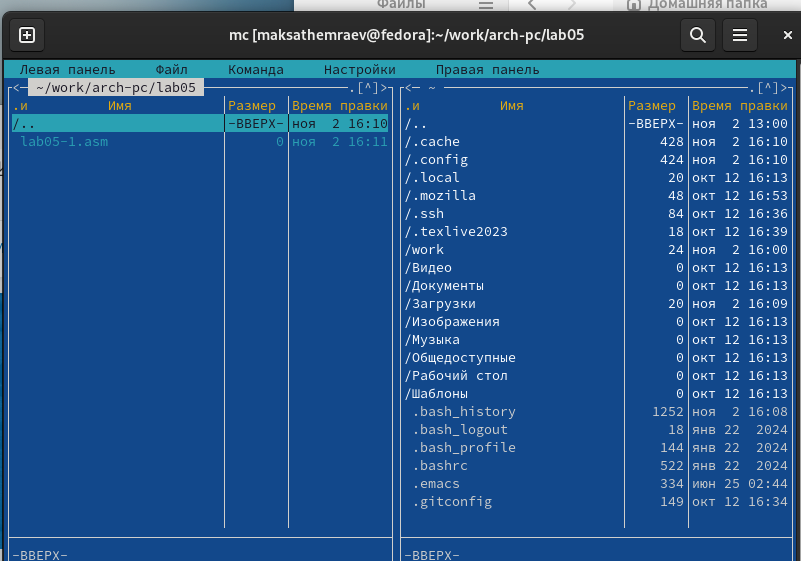 Файлы
Домашняя папка
mc [maksathemraev@fedora]:~/work/arch-pc/lab05
Левая панель Файл Команда Настройки Правая панель
<— ~/work/arch-pc/lab05 .[^]>
.и Имя Размер Время правки
/.. -ВВЕРХ- ноя 2 16:10
lab05-1.asm 0 ноя 2 16:11
-ВВЕРХ-
<— ~ .[^]>
.и Имя Размер Время правки
/.. -ВВЕРХ- ноя 2 13:00
/.cache 428 ноя 2 16:10
/.config 424 ноя 2 16:10
/.local 20 окт 12 16:13
/.mozilla 48 окт 12 16:53
/.ssh 84 окт 12 16:36
/.texlive2023 18 окт 12 16:39
/work 24 ноя 2 16:00
/Видео 0 окт 12 16:13
/Документы 0 окт 12 16:13
/Загрузки 20 ноя 2 16:09
/Изображения 0 окт 12 16:13
/Музыка 0 окт 12 16:13
/Общедоступные 0 окт 12 16:13
/Рабочий стол 0 окт 12 16:13
/Шаблоны 0 окт 12 16:13
.bash_history 1252 ноя 2 16:08
.bash_logout 18 янв 22 2024
.bash_profile 144 янв 22 2024
.bashrc 522 янв 22 2024
.emacs 334 июн 25 02:44
.gitconfig 149 окт 12 16:34
-ВВЕРХ-